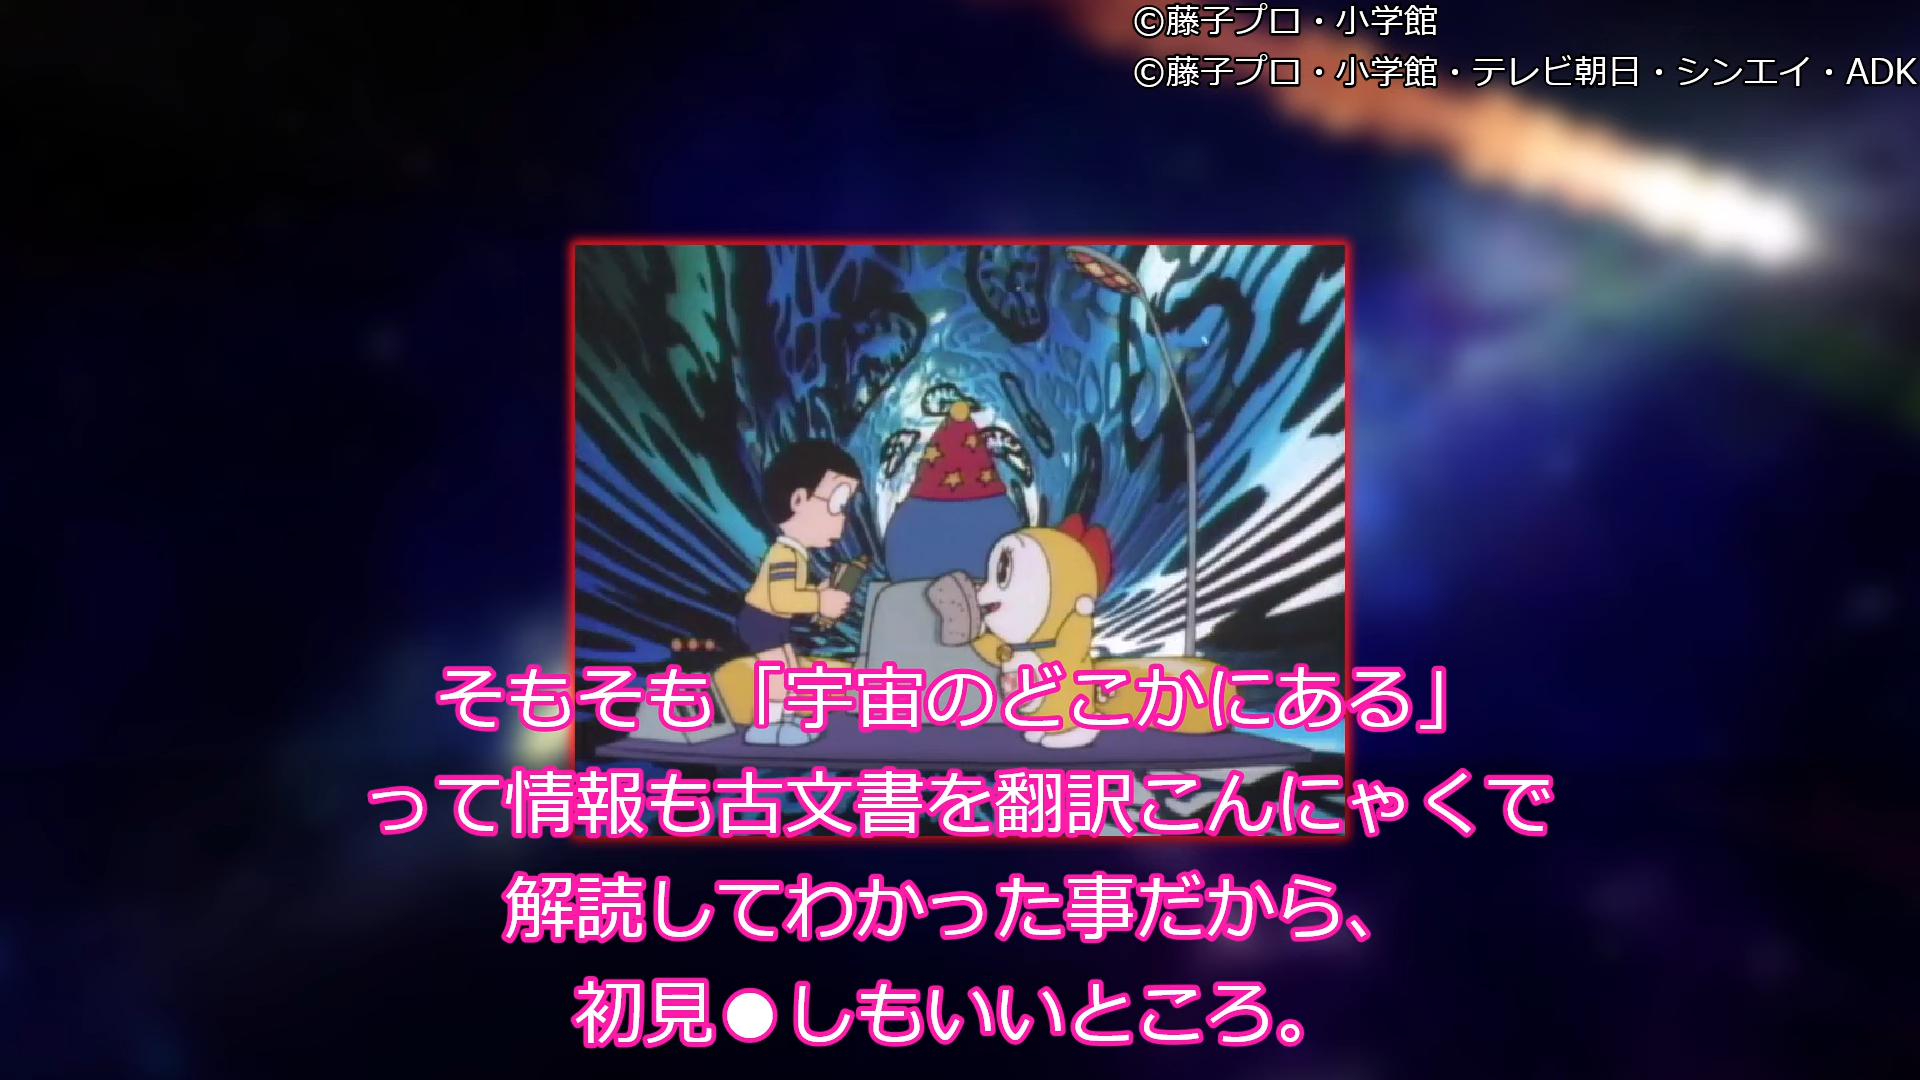 ©藤子プロ・小学館
©藤子プロ・小学館・テレビ朝日・シンエイ・ADK
そもそも「宇宙のどこかにある」
って情報も古文書を翻訳こんにゃくで
解読してわかった事だから、
初見●しもいいところ。